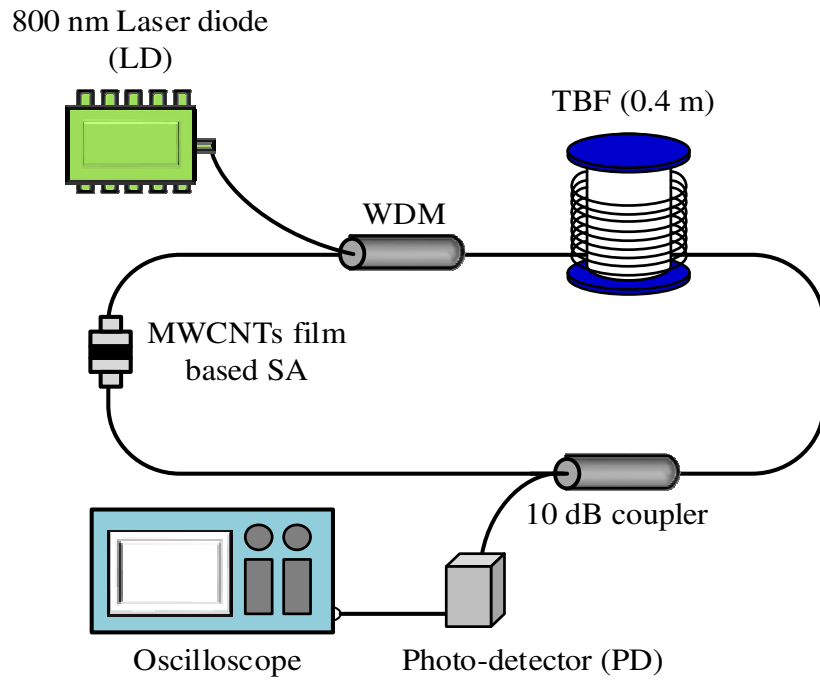 800 nm Laser diode
(LD)
TBF (0.4 m)
WDM
MWCNTs film
based SA
10 dB coupler
Oscilloscope
Photo-detector (PD)